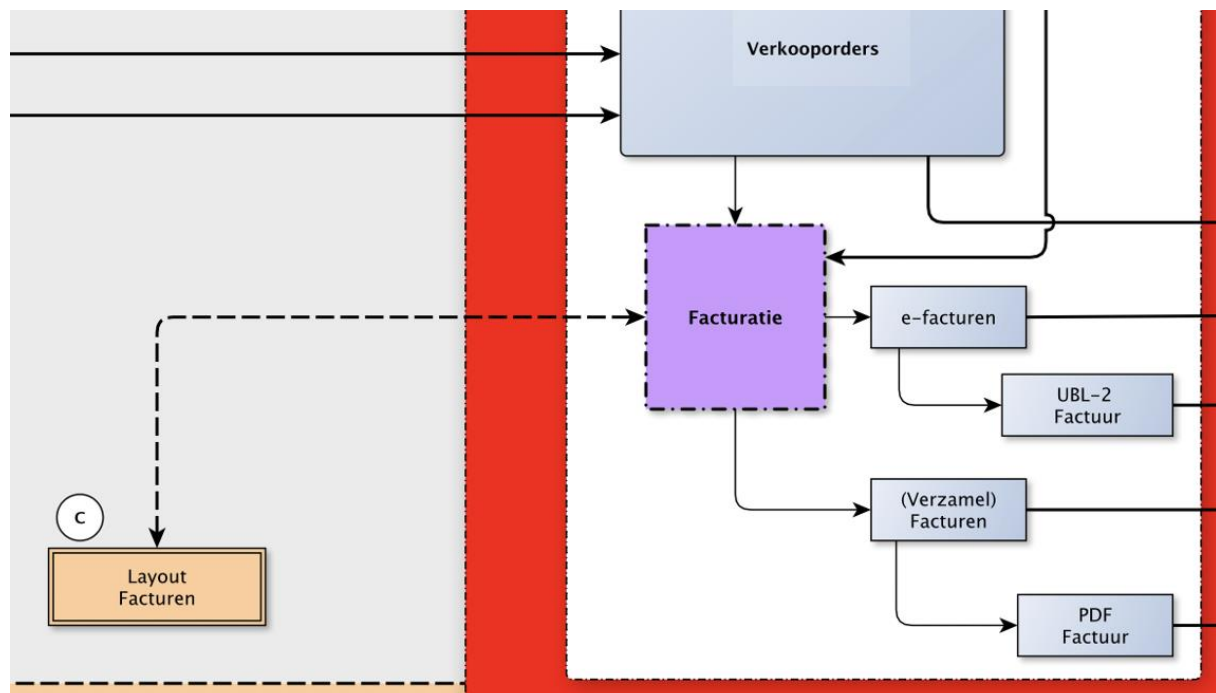 Verkooporders
Facturatie
e-facturen
UBL-2
Factuur
(Verzamel)
Facturen
C
Layout
Facturen
PDF
Factuur